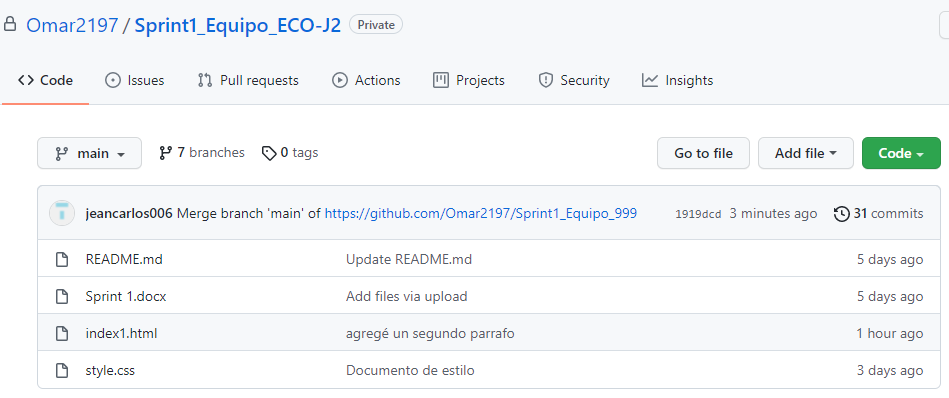 Omar2197 / Sprint1_Equipo_ECO-J2 Private
Code Issues Pull requests Actions Projects Security Insights
main 7 branches 0 tags Go to file Add file Code
jeancarlos006 Merge branch 'main' of https://github.com/Omar2197/Sprint1_Equipo_999 1919dcd 3 minutes ago 31 commits
README.md Update README.md 5 days ago
Sprint 1.docx Add files via upload 5 days ago
index1.html agregé un segundo parrafo 1 hour ago
style.css Documento de estilo 3 days ago